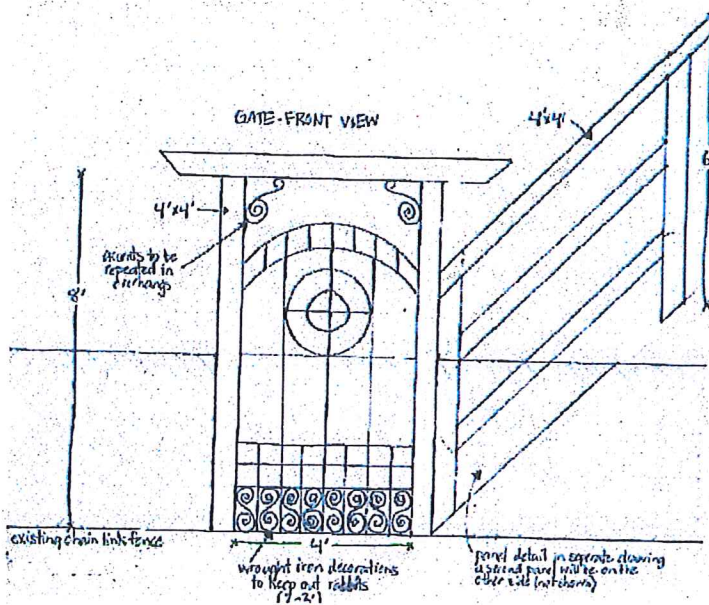 GATE-FRONT VIEW
4'x4'
4'x4'
6
to be
repeated in
overhangs
8'
existing chain link fence
4'
wrought iron decorations
to keep out rabbits
panel detail in seperate drawing
a second panel will be on the
other side (not shown)